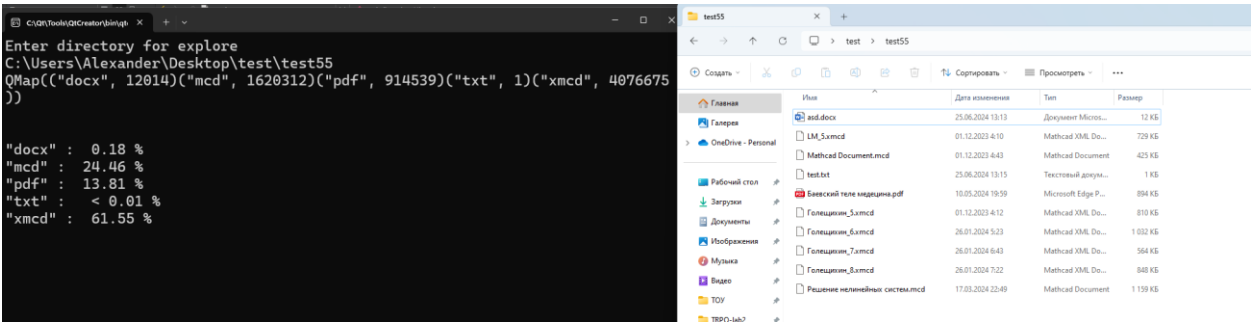 C:\Qt\Tools\QtCreator\bin\qt
Enter directory for explore
C:\Users\Alexander\Desktop\test\test55
QMap(("docx", 12014)("mcd", 1620312)("pdf", 914539)("txt", 1)("xmcd", 4076675
))
"docx" :  0.18 %
"mcd" :  24.46 %
"pdf" :  13.81 %
"txt" :   < 0.01 %
"xmcd" :  61.55 %
test55
test > test55
Создать
Сортировать
Просмотреть
Главная
Галерея
OneDrive - Personal
Рабочий стол
Загрузки
Документы
Изображения
Музыка
Видео
ТОУ
TRPO-lab2
Имя Дата изменения Тип Размер
asd.docx 25.06.2024 13:13 Документ Micros... 12 КБ
LM_5.xmcd 01.12.2023 4:10 Mathcad XML Do... 729 КБ
Mathcad Document.mcd 01.12.2023 4:43 Mathcad Document 425 КБ
test.txt 25.06.2024 13:15 Текстовый докум... 1 КБ
Баевский теле медецина.pdf 10.05.2024 19:59 Microsoft Edge P... 894 КБ
Голещихин_5.xmcd 01.12.2023 4:12 Mathcad XML Do... 810 КБ
Голещихин_6.xmcd 26.01.2024 5:23 Mathcad XML Do... 1 032 КБ
Голещихин_7.xmcd 26.01.2024 6:43 Mathcad XML Do... 564 КБ
Голещихин_8.xmcd 26.01.2024 7:22 Mathcad XML Do... 848 КБ
Решение нелинейных систем.mcd 17.03.2024 22:49 Mathcad Document 1 159 КБ